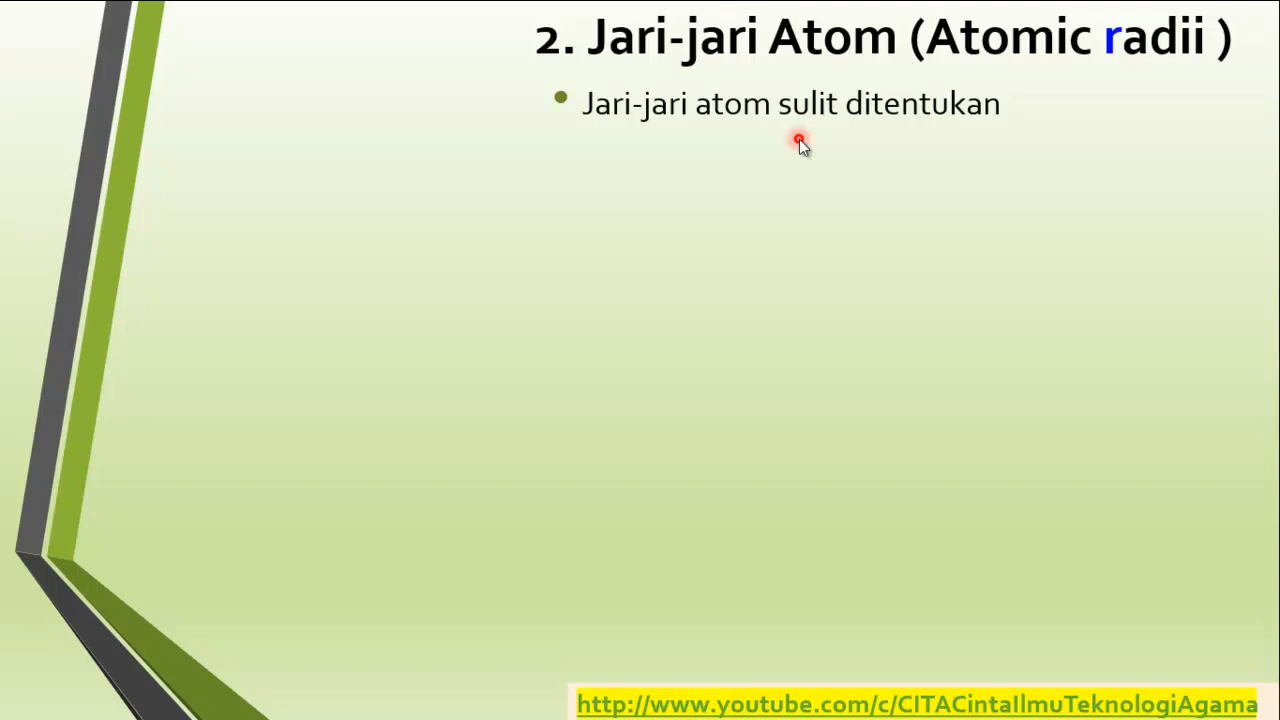 2. Jari-jari Atom (Atomic radii )
• Jari-jari atom sulit ditentukan
http://www.youtube.com/c/CITACintaIlmuTeknologiAgama